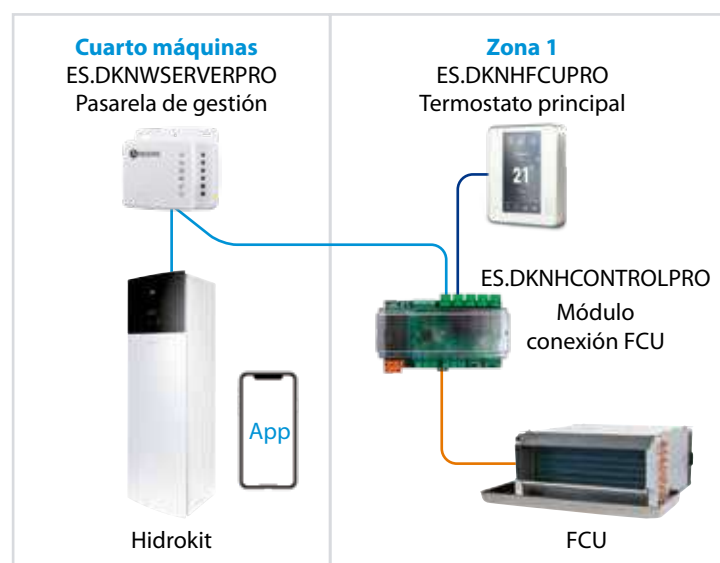 Cuarto máquinas
ES.DKNWSERVERPRO
Pasarela de gestión
Zona 1
ES.DKNHFCUPRO
Termostato principal
21
ES.DKNHCONTROLPRO
Módulo
conexión FCU
App
Hidrokit
FCU